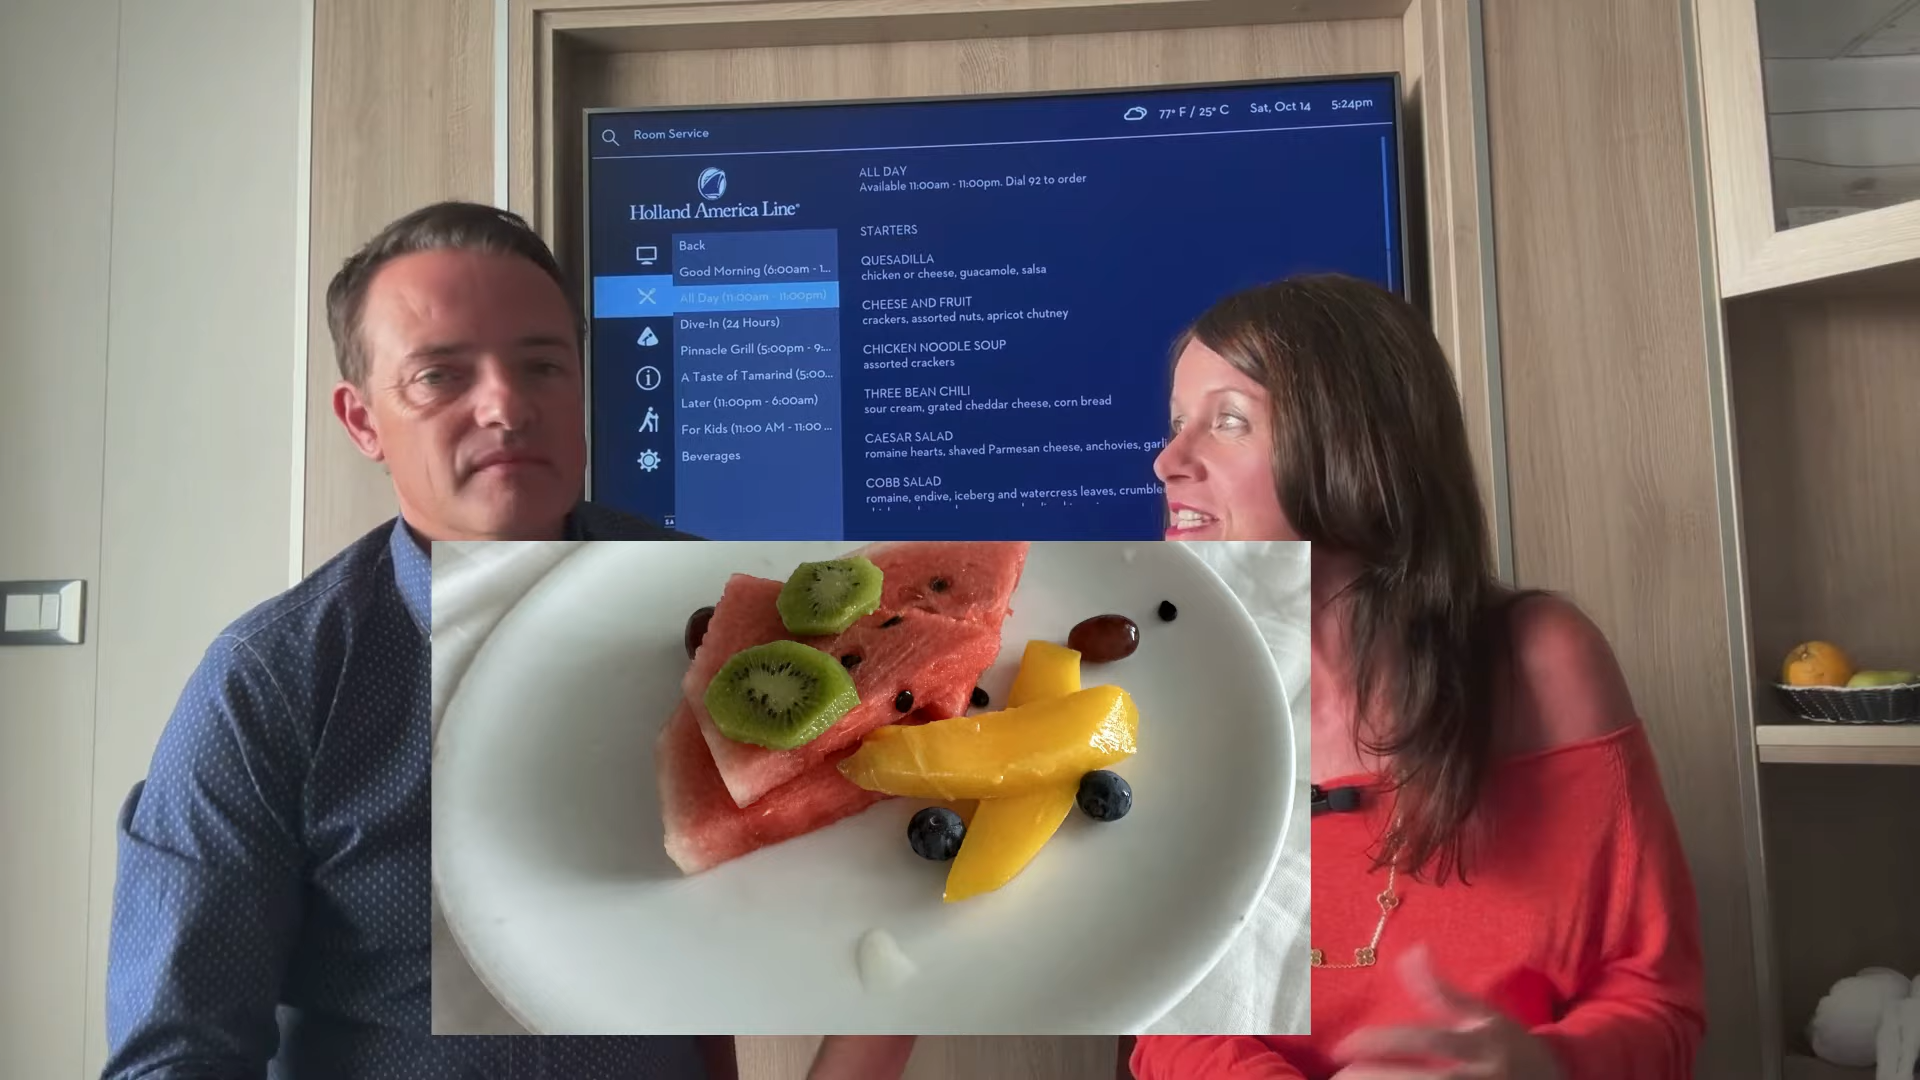 Room Service
77° F / 25° C Sat, Oct 14 5:24pm
Holland America Line®
Back
Good Morning (6:00am - 1...
All Day (11:00am - 11:00pm)
Dive-In (24 Hours)
Pinnacle Grill (5:00pm - 9:...
A Taste of Tamarind (5:00...
Later (11:00pm - 6:00am)
For Kids (11:00 AM - 11:00 ...
Beverages
ALL DAY
Available 11:00am - 11:00pm. Dial 92 to order
STARTERS
QUESADILLA
chicken or cheese, guacamole, salsa
CHEESE AND FRUIT
crackers, assorted nuts, apricot chutney
CHICKEN NOODLE SOUP
assorted crackers
THREE BEAN CHILI
sour cream, grated cheddar cheese, corn bread
CAESAR SALAD
romaine hearts, shaved Parmesan cheese, anchovies, garli
COBB SALAD
romaine, endive, iceberg and watercress leaves, crumble
SA